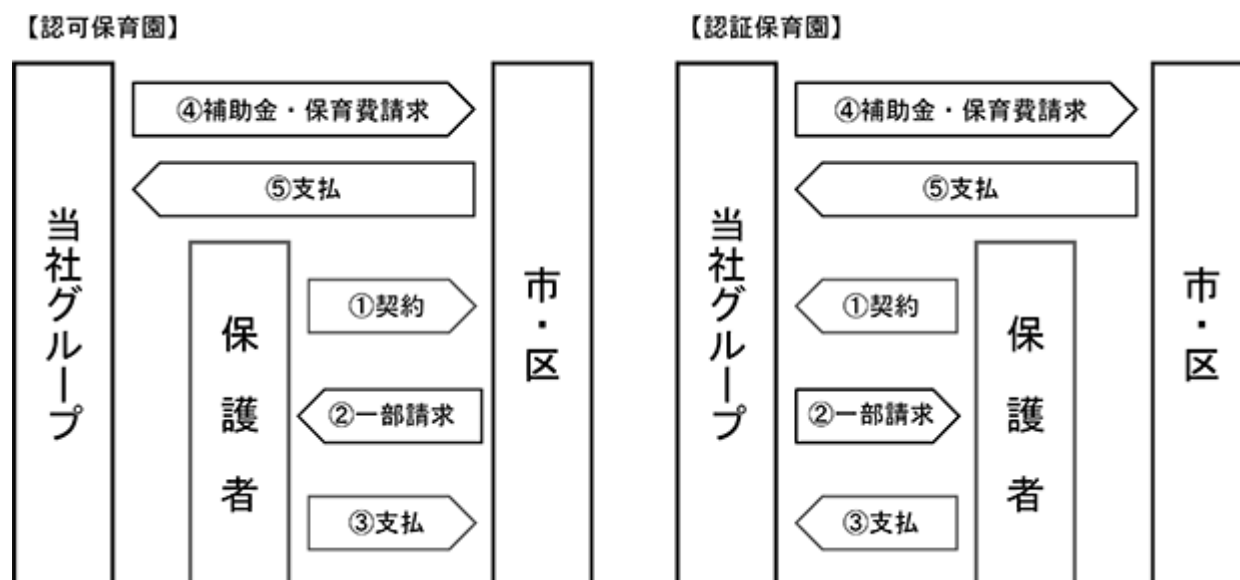 【認可保育園】
④補助金・保育費請求
⑤支払
当社グループ
保護者
①契約
②一部請求
③支払
市・区
【認証保育園】
④補助金・保育費請求
⑤支払
当社グループ
①契約
②一部請求
③支払
保護者
市・区